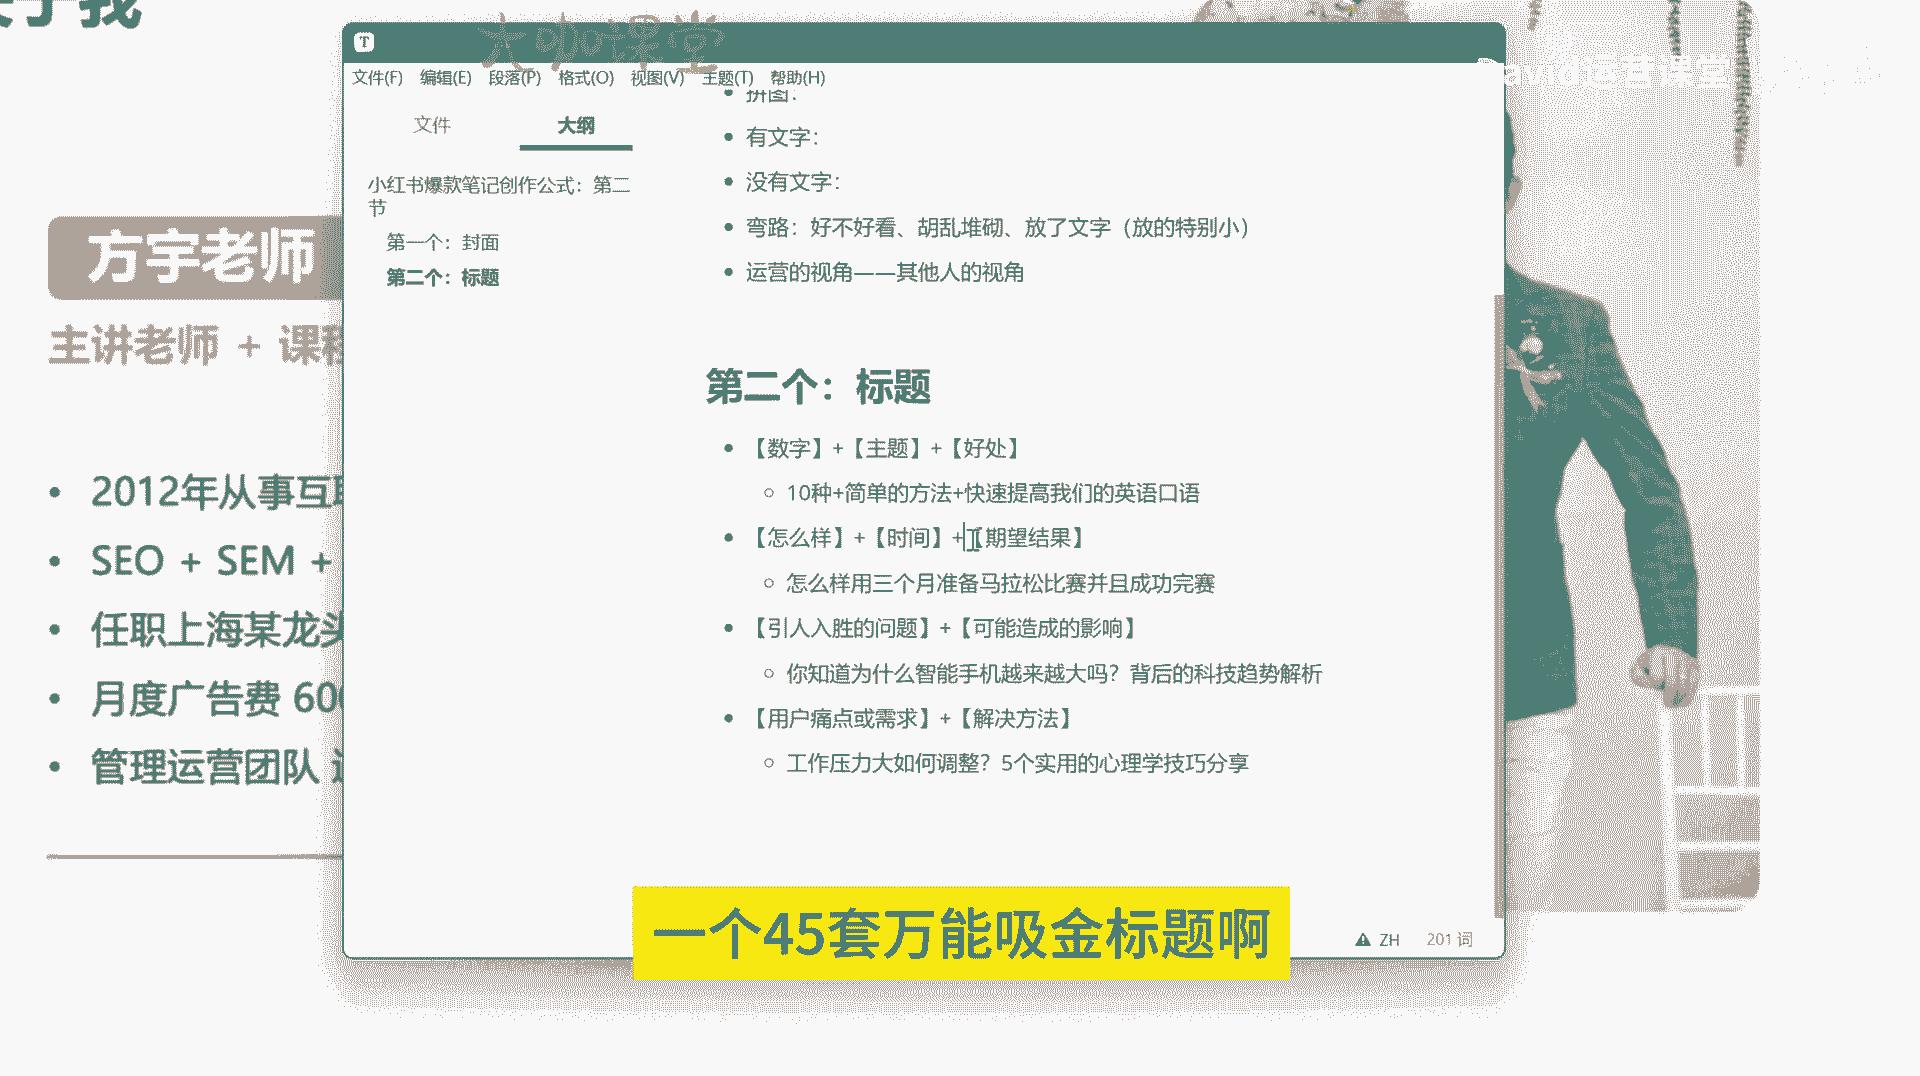 大咖课堂
文件(F) 编辑(E) 段落(P) 格式(O) 视图(V) 主题(T) 帮助(H)
文件 大纲
小红书爆款笔记创作公式：第二
节
第一个：封面
第二个：标题
拼图：
有文字：
没有文字：
弯路：好不好看、胡乱堆砌、放了文字（放的特别小）
运营的视角——其他人的视角
第二个：标题
【数字】+【主题】+【好处】
10种+简单的方法+快速提高我们的英语口语
【怎么样】+【时间】+【期望结果】
怎么样用三个月准备马拉松比赛并且成功完赛
【引人入胜的问题】+【可能造成的影响】
你知道为什么智能手机越来越大吗？背后的科技趋势解析
【用户痛点或需求】+【解决方法】
工作压力大如何调整？5个实用的心理学技巧分享
ZH 201 词
方宇老师
主讲老师 + 课程
2012年从事互联
SEO + SEM +
任职上海某龙头
月度广告费 600
管理运营团队
一个45套万能吸金标题啊